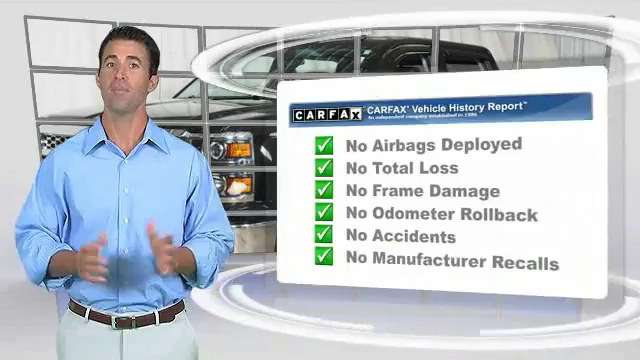 CARFAX CARFAX™ Vehicle History Report™
An independent company established in 1986
No Airbags Deployed
No Total Loss
No Frame Damage
No Odometer Rollback
No Accidents
No Manufacturer Recalls